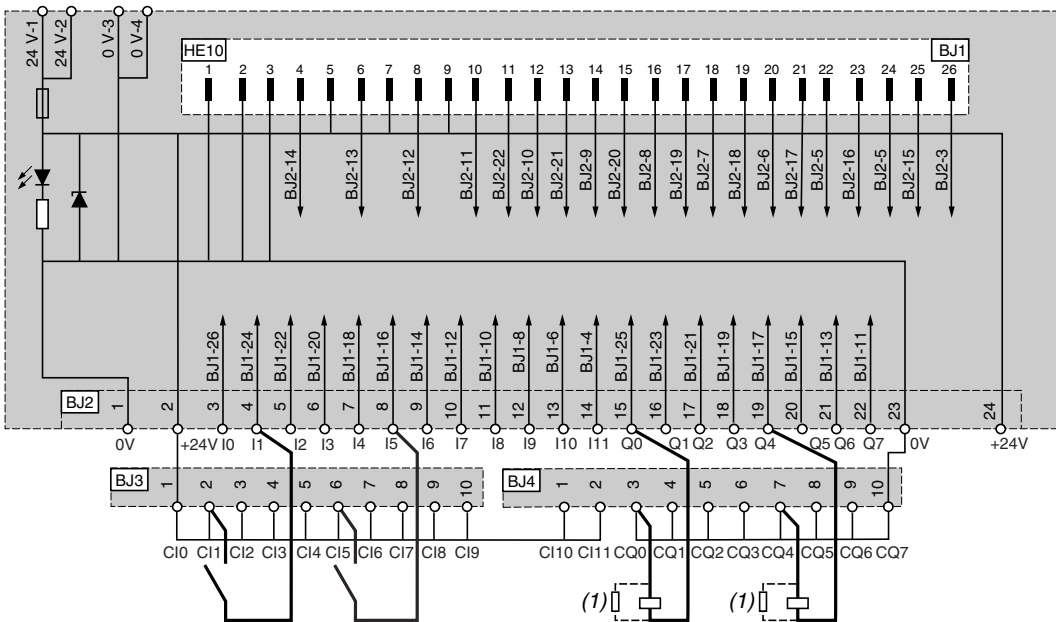 24 V-1 24 V-2 0 V-3 0 V-4
HE10 BJ1
1 2 3 4 5 6 7 8 9 10 11 12 13 14 15 16 17 18 19 20 21 22 23 24 25 26
BJ2-14 BJ2-13 BJ2-12 BJ2-11 BJ2-22 BJ2-10 BJ2-21 BJ2-9 BJ2-20 BJ2-8 BJ2-19 BJ2-7 BJ2-18 BJ2-6 BJ2-17 BJ2-5 BJ2-16 BJ2-5 BJ2-15 BJ2-3
BJ1-26 BJ1-24 BJ1-22 BJ1-20 BJ1-18 BJ1-16 BJ1-14 BJ1-12 BJ1-10 BJ1-8 BJ1-6 BJ1-4 BJ1-25 BJ1-23 BJ1-21 BJ1-19 BJ1-17 BJ1-15 BJ1-13 BJ1-11
BJ2 1 2 3 4 5 6 7 8 9 10 11 12 13 14 15 16 17 18 19 20 21 22 23 24
0V +24V I0 I1 I2 I3 I4 I5 I6 I7 I8 I9 I10 I11 Q0 Q1 Q2 Q3 Q4 Q5 Q6 Q7 0V +24V
BJ3 1 2 3 4 5 6 7 8 9 10 BJ4 1 2 3 4 5 6 7 8 9 10
CI0 CI1 CI2 CI3 CI4 CI5 CI6 CI7 CI8 CI9 CI10 CI11 CQ0 CQ1 CQ2 CQ3 CQ4 CQ5 CQ6 CQ7
(1) (1)